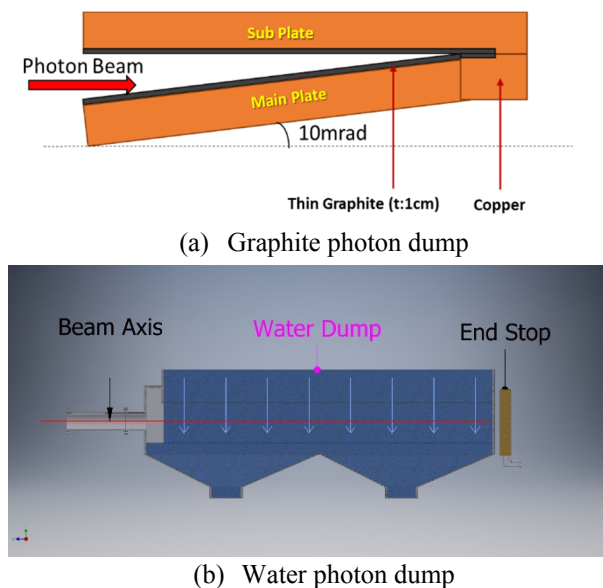 Sub Plate
Photon Beam
Main Plate
10mrad
Thin Graphite (t:1cm)
Copper
(a) Graphite photon dump
Beam Axis
Water Dump
End Stop
(b) Water photon dump